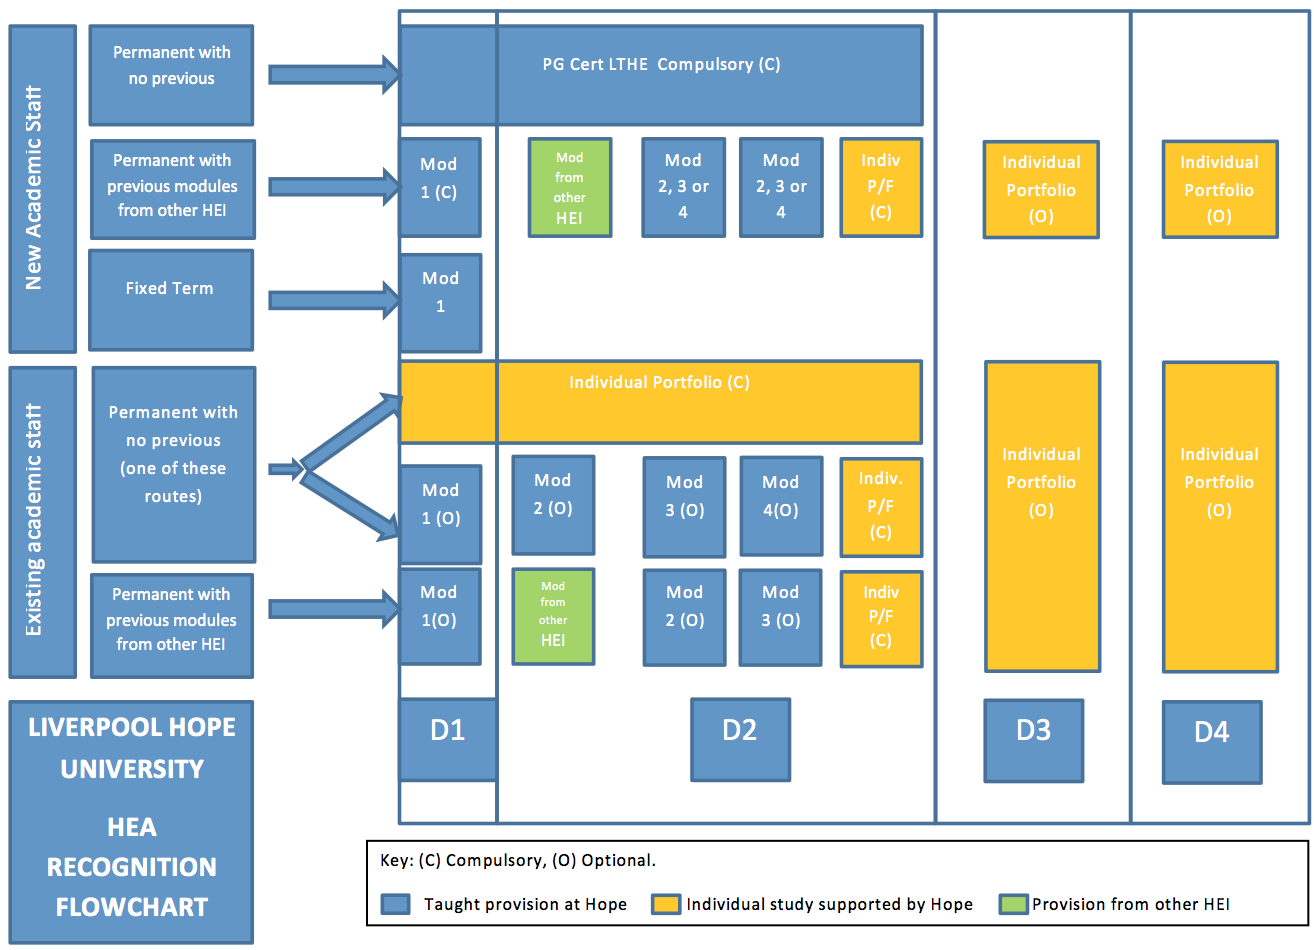 New Academic Staff
Permanent with
no previous
PG Cert LTHE  Compulsory (C)
Permanent with
previous modules
from other HEI
Mod
1 (C)
Mod
from
other
HEI
Mod
2, 3 or
4
Mod
2, 3 or
4
Indiv
P/F
(C)
Individual
Portfolio
(O)
Individual
Portfolio
(O)
Fixed Term
Mod
1
Existing academic staff
Permanent with
no previous
(one of these
routes)
Individual Portfolio (C)
Mod
1 (O)
Mod
2 (O)
Mod
3 (O)
Mod
4(O)
Indiv.
P/F
(C)
Individual
Portfolio
(O)
Individual
Portfolio
(O)
Permanent with
previous modules
from other HEI
Mod
1(O)
Mod
from
other
HEI
Mod
2 (O)
Mod
3 (O)
Indiv
P/F
(C)
D1
D2
D3
D4
LIVERPOOL HOPE
UNIVERSITY
HEA
RECOGNITION
FLOWCHART
Key: (C) Compulsory, (O) Optional.
Taught provision at Hope
Individual study supported by Hope
Provision from other HEI